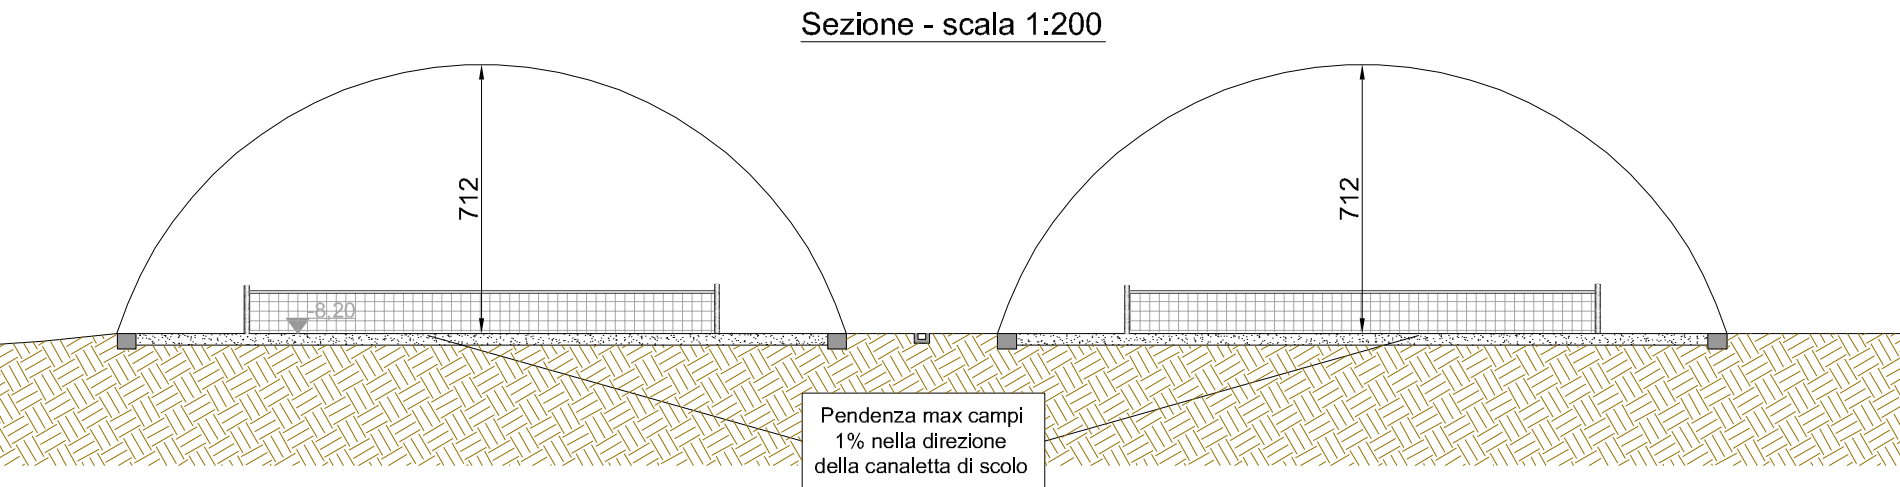 Sezione - scala 1:200
712
712
-8,20
Pendenza max campi
1% nella direzione
della canaletta di scolo